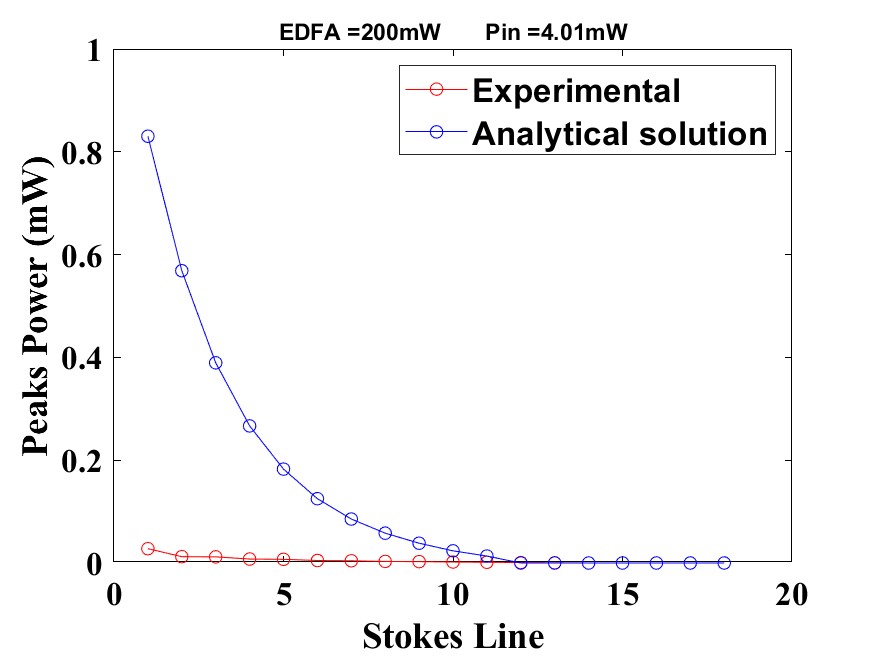 EDFA =200mW Pin =4.01mW
1
Experimental
Analytical solution
0.8
0.6
0.4
0.2
0
Peaks Power (mW)
0 5 10 15 20
Stokes Line